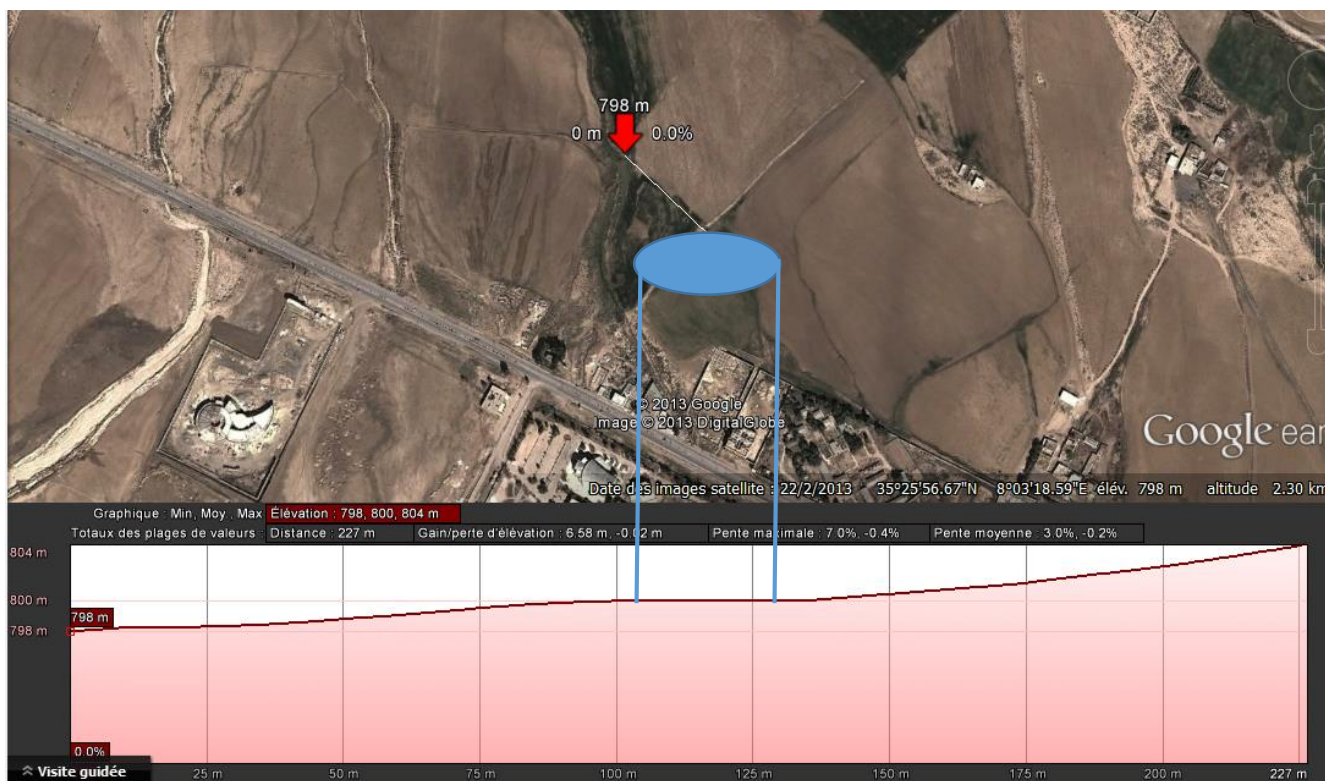 798 m
0 m 0.0%
© 2013 Google
Image © 2013 DigitalGlobe
Google ear
Date des images satellite : 22/2/2013 35°25'56.67"N 8°03'18.59"E élév. 798 m altitude 2.30 km
Graphique : Min, Moy., Max Élévation : 798, 800, 804 m
Totaux des plages de valeurs : Distance : 227 m Gain/perte d'élévation : 6.58 m, -0.02 m Pente maximale : 7.0%, -0.4% Pente moyenne : 3.0%, -0.2%
804 m
800 m
798 m
798 m
0.0%
Visite guidée 25 m 50 m 75 m 100 m 125 m 150 m 175 m 200 m 227 m